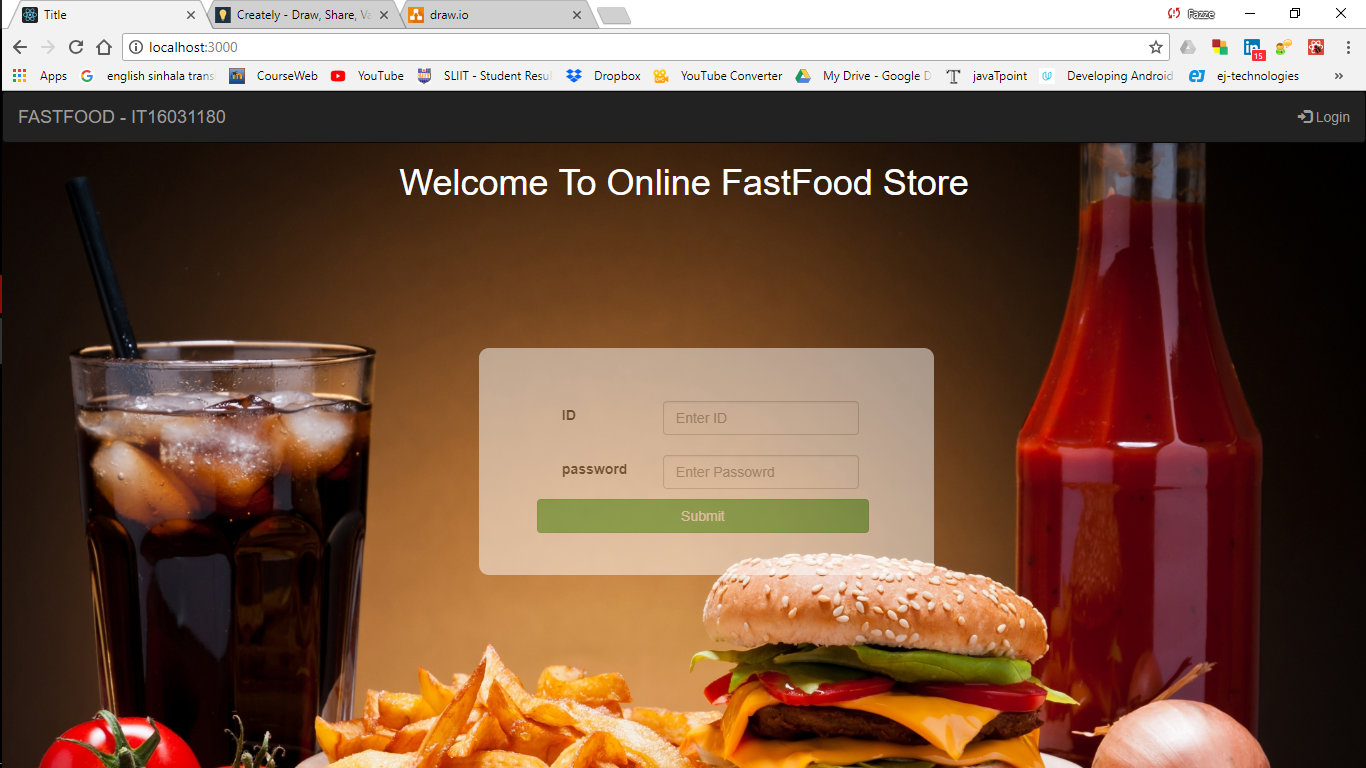 Title
Creately - Draw, Share, Va
draw.io
Fazze
localhost:3000
15
Apps
english sinhala trans
CourseWeb
YouTube
SLIIT - Student Resul
Dropbox
YouTube Converter
My Drive - Google D
T
javaTpoint
Developing Android
ej-technologies
»
FASTFOOD - IT16031180
Login
Welcome To Online FastFood Store
ID
Enter ID
password
Enter Passowrd
Submit